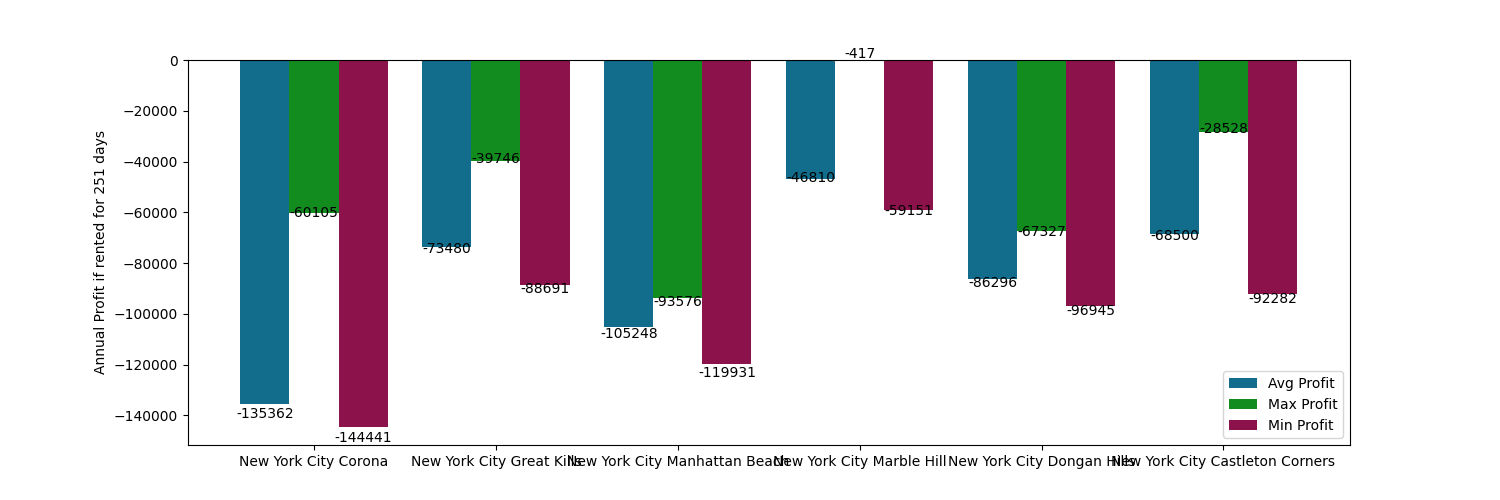 -417
0
−20000
−40000
−60000
−80000
−100000
−120000
−140000
Annual Profit if rented for 251 days
-135362
-60105
-144441
-73480
-39746
-88691
-105248
-93576
-119931
-46810
-59151
-86296
-67327
-96945
-68500
-28528
-92282
Avg Profit
Max Profit
Min Profit
New York City Corona
New York City Great Kills
New York City Manhattan Beach
New York City Marble Hill
New York City Dongan Hills
New York City Castleton Corners